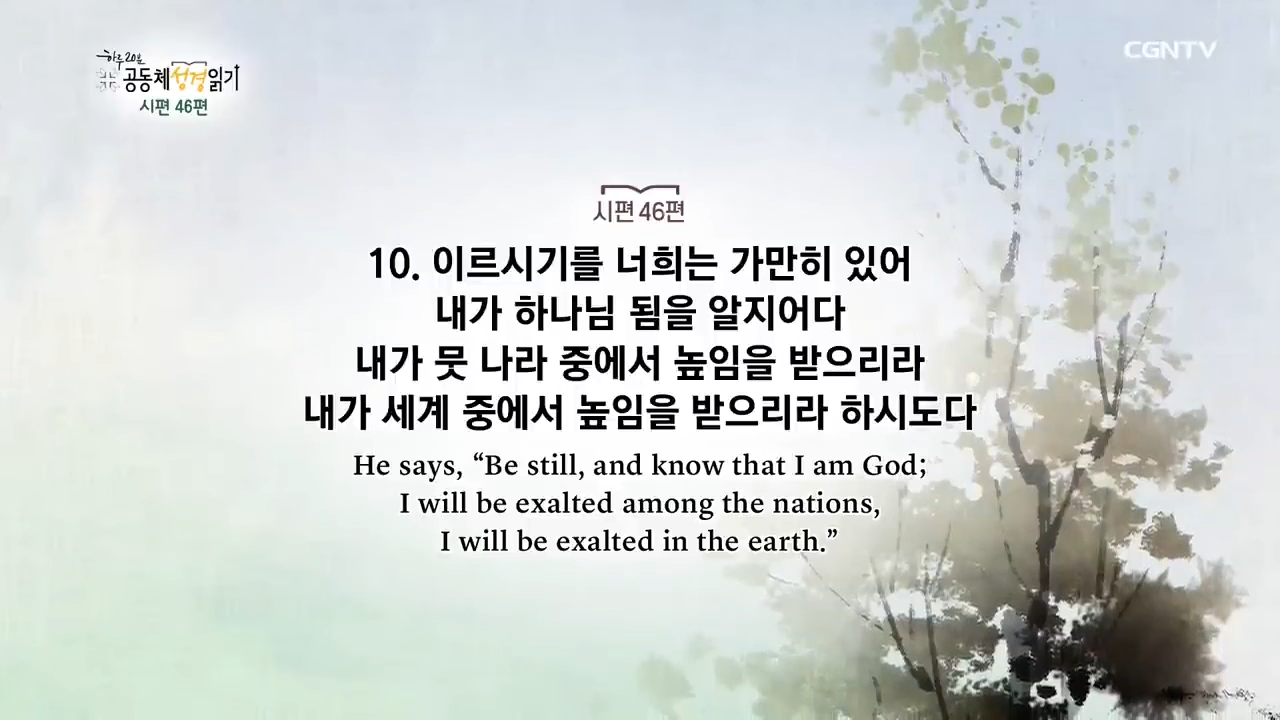 하루 20분
공동체성경읽기
시편 46편
CGNTV
시편 46편
10. 이르시기를 너희는 가만히 있어
내가 하나님 됨을 알지어다
내가 뭇 나라 중에서 높임을 받으리라
내가 세계 중에서 높임을 받으리라 하시도다
He says, “Be still, and know that I am God;
I will be exalted among the nations,
I will be exalted in the earth.”